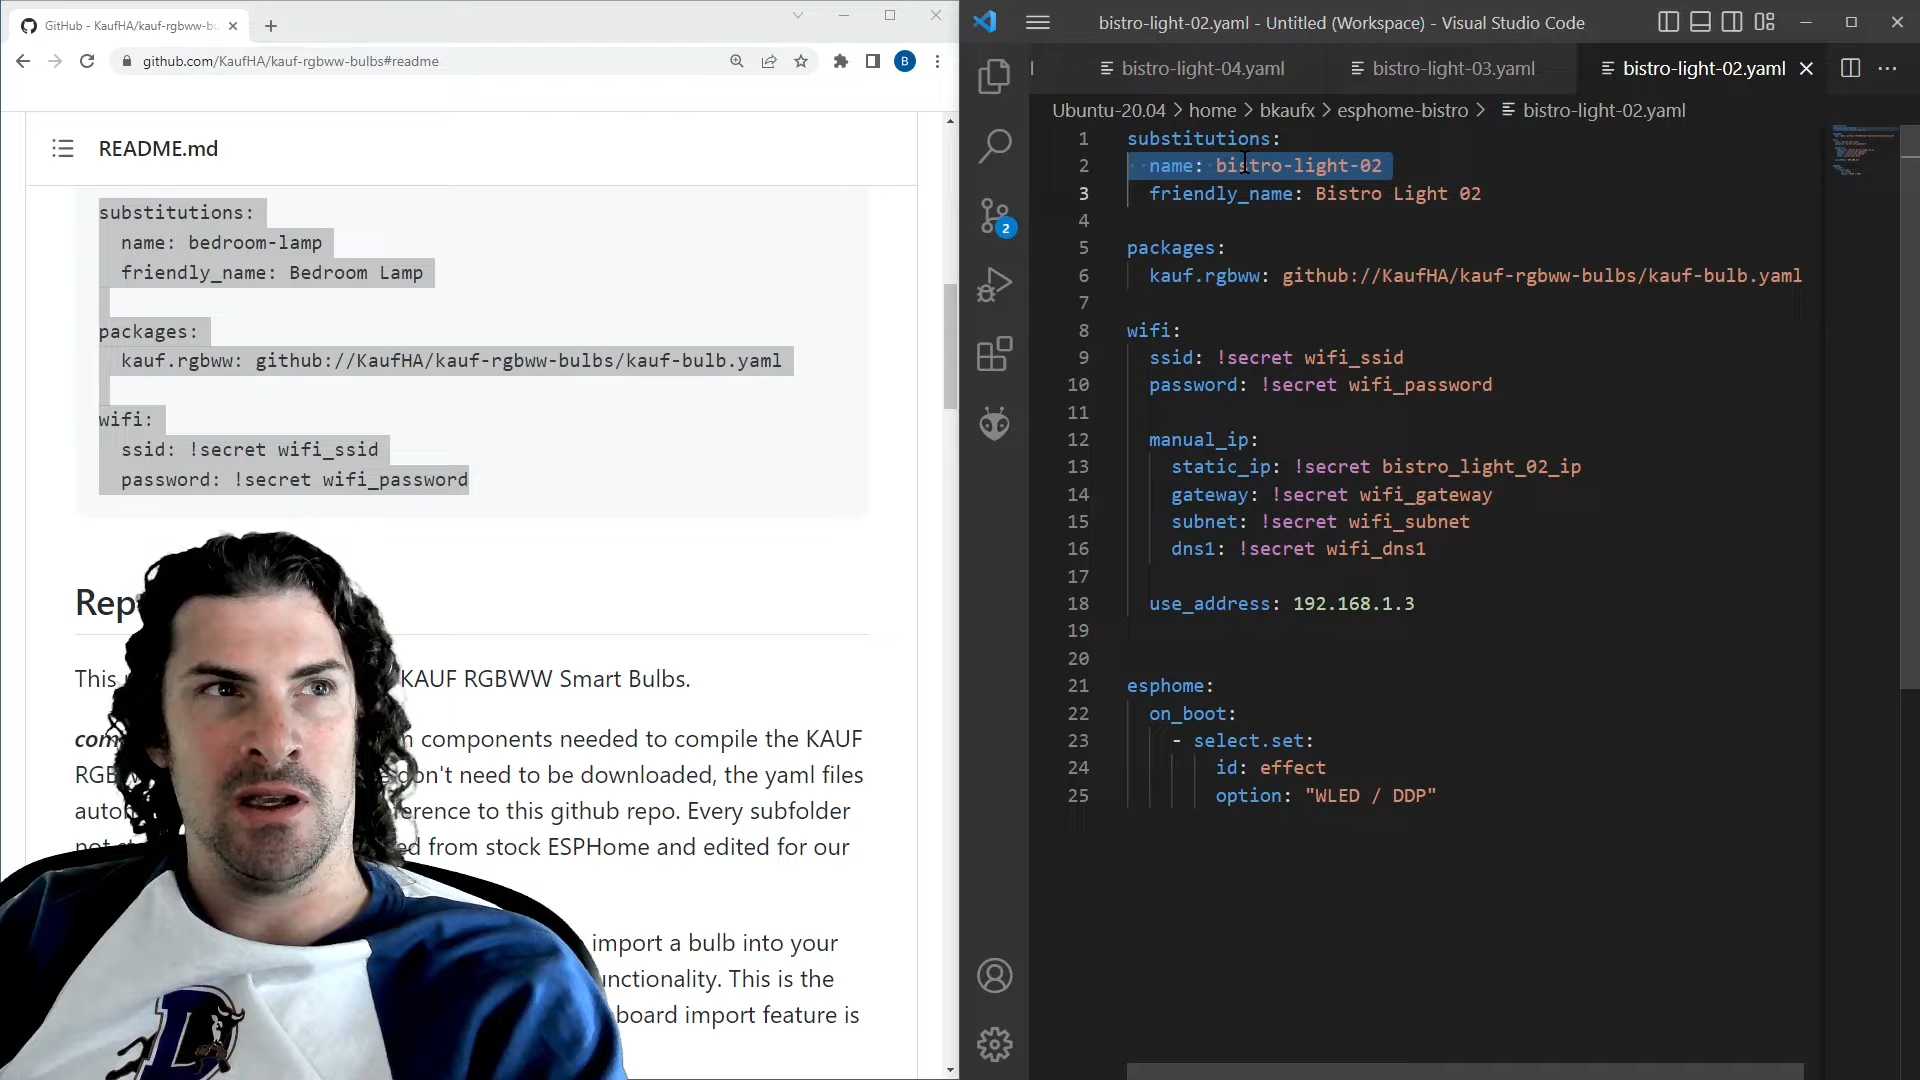 GitHub - KaufHA/kauf-rgbww-bu
github.com/KaufHA/kauf-rgbww-bulbs#readme
B
README.md
substitutions:
name: bedroom-lamp
friendly_name: Bedroom Lamp
packages:
kauf.rgbww: github://KaufHA/kauf-rgbww-bulbs/kauf-bulb.yaml
wifi:
ssid: !secret wifi_ssid
password: !secret wifi_password
Rep
This KAUF RGBWW Smart Bulbs.
com components needed to compile the KAUF
RGB don't need to be downloaded, the yaml files
auto erence to this github repo. Every subfolder
ed from stock ESPHome and edited for our
import a bulb into your
unctionality. This is the
board import feature is
D
bistro-light-02.yaml - Untitled (Workspace) - Visual Studio Code
bistro-light-04.yaml
bistro-light-03.yaml
bistro-light-02.yaml
Ubuntu-20.04 > home > bkaufx > esphome-bistro > bistro-light-02.yaml
2
1 substitutions:
2 name: bistro-light-02
3 friendly_name: Bistro Light 02
4
5 packages:
6 kauf.rgbww: github://KaufHA/kauf-rgbww-bulbs/kauf-bulb.yaml
7
8 wifi:
9 ssid: !secret wifi_ssid
10 password: !secret wifi_password
11
12 manual_ip:
13 static_ip: !secret bistro_light_02_ip
14 gateway: !secret wifi_gateway
15 subnet: !secret wifi_subnet
16 dns1: !secret wifi_dns1
17
18 use_address: 192.168.1.3
19
20
21 esphome:
22 on_boot:
23 - select.set:
24 id: effect
25 option: "WLED / DDP"